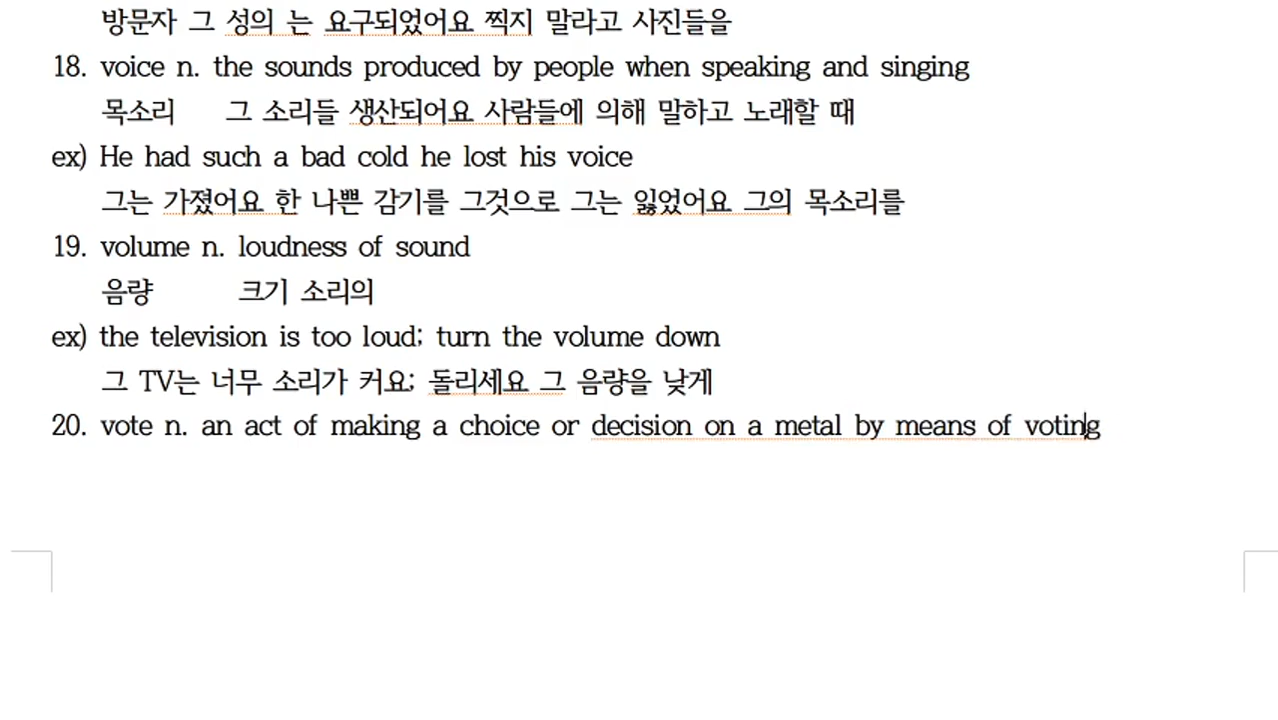 방문자 그 성의 는 요구되었어요 찍지 말라고 사진들을
18. voice n. the sounds produced by people when speaking and singing
목소리 그 소리들 생산되어요 사람들에 의해 말하고 노래할 때
ex) He had such a bad cold he lost his voice
그는 가졌어요 한 나쁜 감기를 그것으로 그는 잃었어요 그의 목소리를
19. volume n. loudness of sound
음량 크기 소리의
ex) the television is too loud; turn the volume down
그 TV는 너무 소리가 커요; 돌리세요 그 음량을 낮게
20. vote n. an act of making a choice or decision on a metal by means of voting